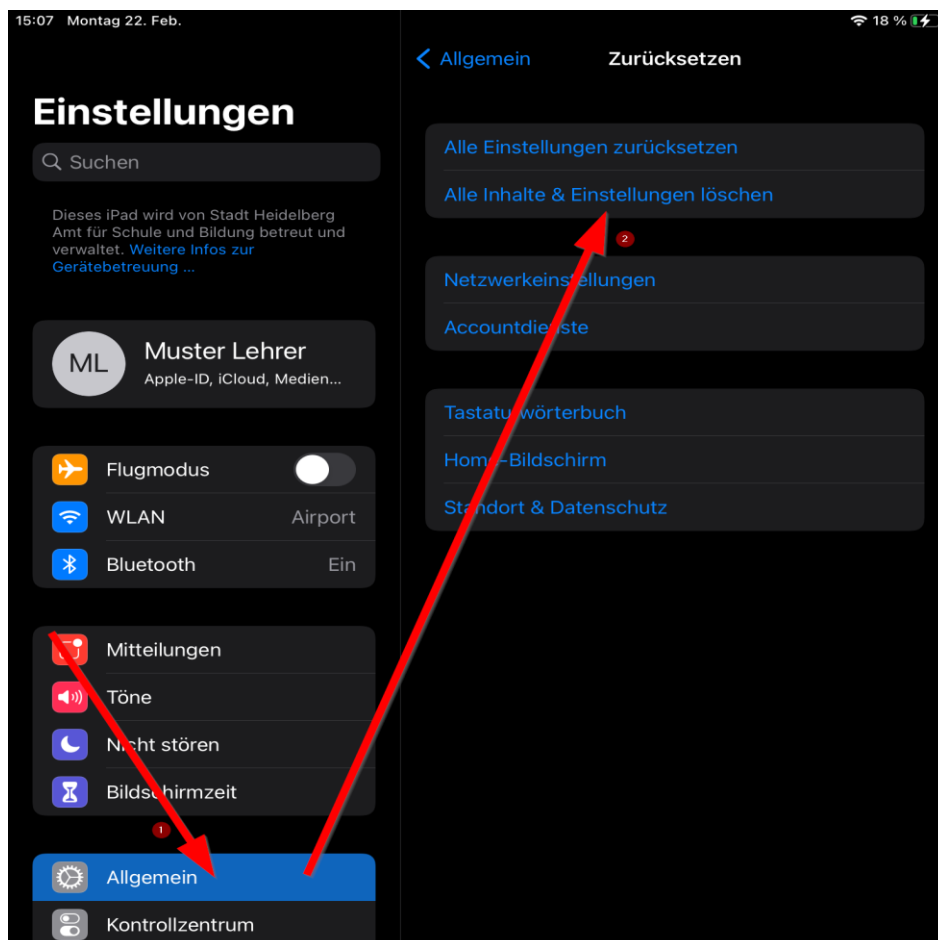 15:07 Montag 22. Feb.
18 %
Einstellungen
Suchen
Dieses iPad wird von Stadt Heidelberg
Amt für Schule und Bildung betreut und
verwaltet. Weitere Infos zur
Gerätebetreuung ...
ML
Muster Lehrer
Apple-ID, iCloud, Medien...
Flugmodus
WLAN Airport
Bluetooth Ein
Mitteilungen
Töne
Nicht stören
Bildschirmzeit
1
Allgemein
Kontrollzentrum
Allgemein Zurücksetzen
Alle Einstellungen zurücksetzen
Alle Inhalte & Einstellungen löschen
2
Netzwerkeinstellungen
Accountdienste
Tastaturwörterbuch
Home-Bildschirm
Standort & Datenschutz